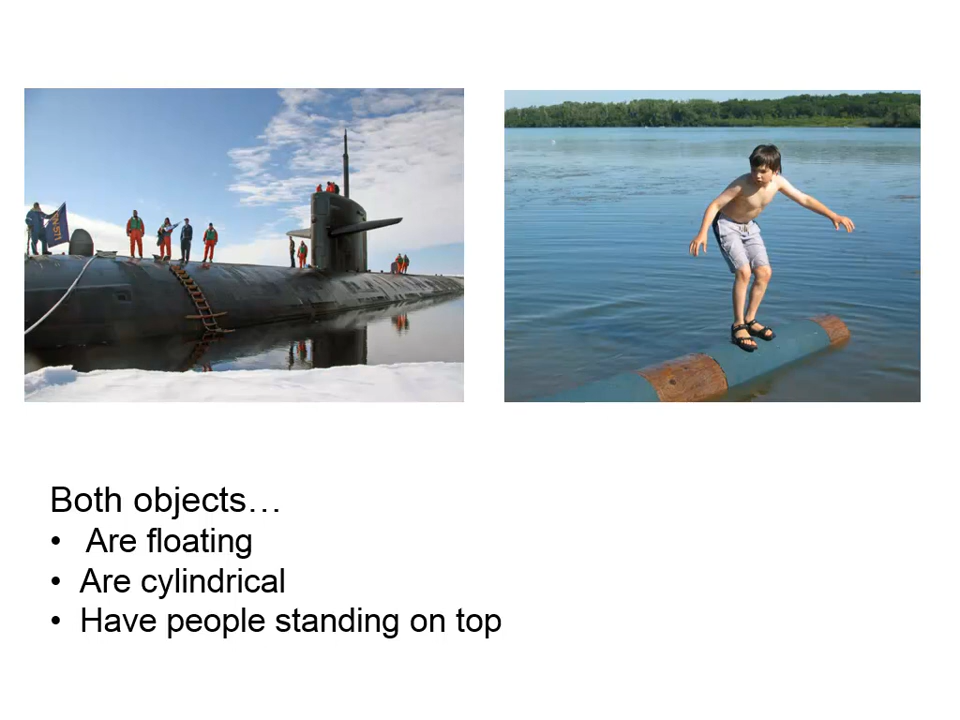 Both objects…
• Are floating
• Are cylindrical
• Have people standing on top